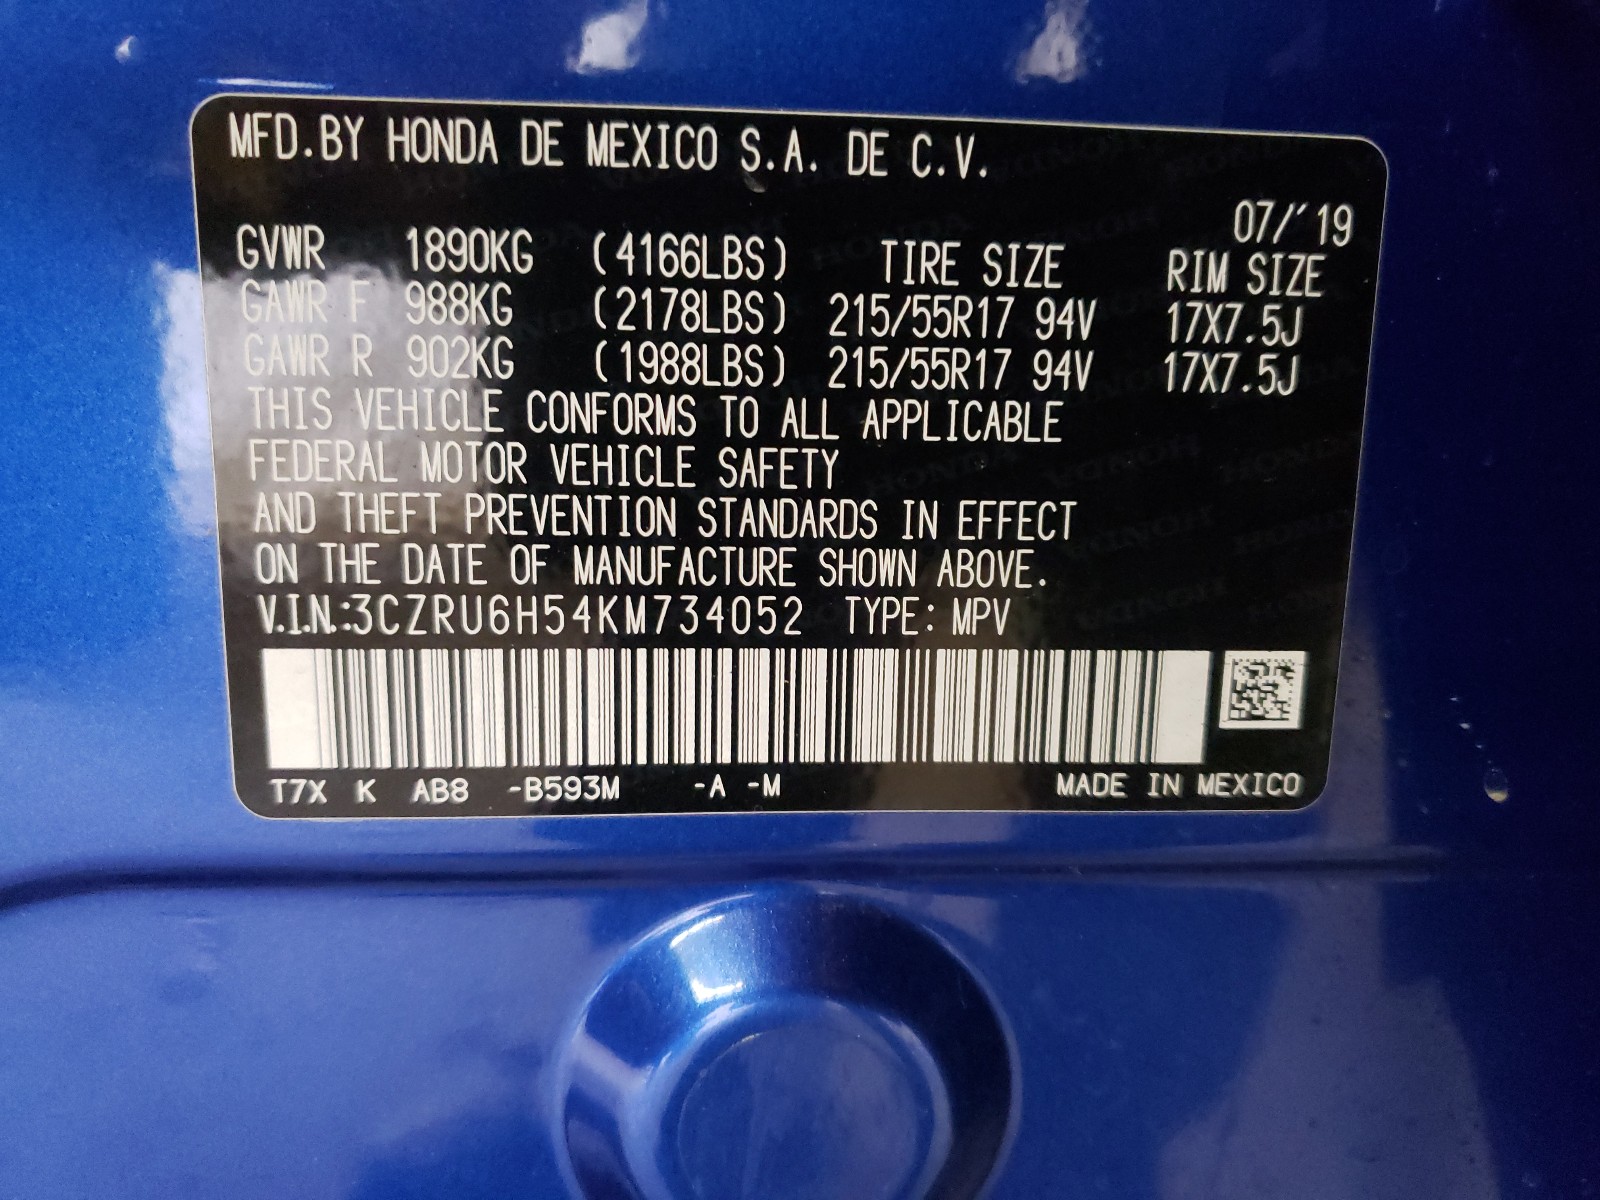 MFD.BY HONDA DE MEXICO S.A. DE C.V.
07/'19
GVWR 1890KG (4166LBS) TIRE SIZE RIM SIZE
GAWR F 988KG (2178LBS) 215/55R17 94V 17X7.5J
GAWR R 902KG (1988LBS) 215/55R17 94V 17X7.5J
THIS VEHICLE CONFORMS TO ALL APPLICABLE
FEDERAL MOTOR VEHICLE SAFETY
AND THEFT PREVENTION STANDARDS IN EFFECT
ON THE DATE OF MANUFACTURE SHOWN ABOVE.
V.I.N.:3CZRU6H54KM734052 TYPE: MPV
T7X K AB8 -B593M -A -M MADE IN MEXICO